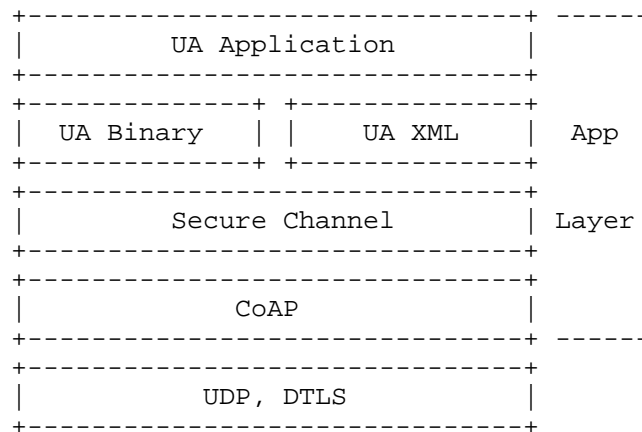 UA Application
UA Binary UA XML App
Secure Channel Layer
CoAP
UDP, DTLS